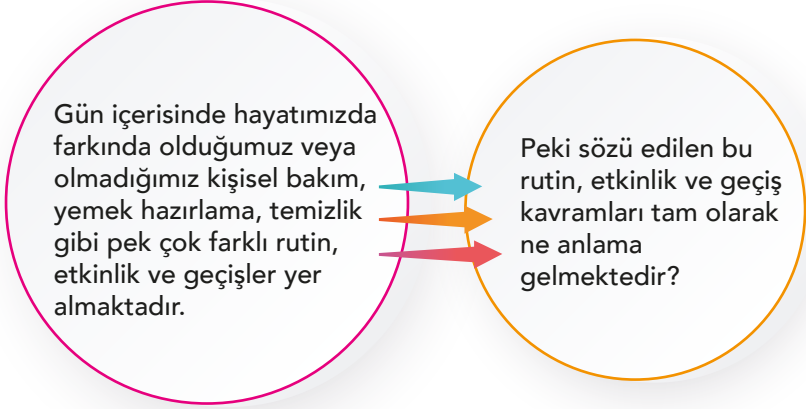 Gün içerisinde hayatımızda
farkında olduğumuz veya
olmadığımız kişisel bakım,
yemek hazırlama, temizlik
gibi pek çok farklı rutin,
etkinlik ve geçişler yer
almaktadır.
Peki sözü edilen bu
rutin, etkinlik ve geçiş
kavramları tam olarak
ne anlama
gelmektedir?